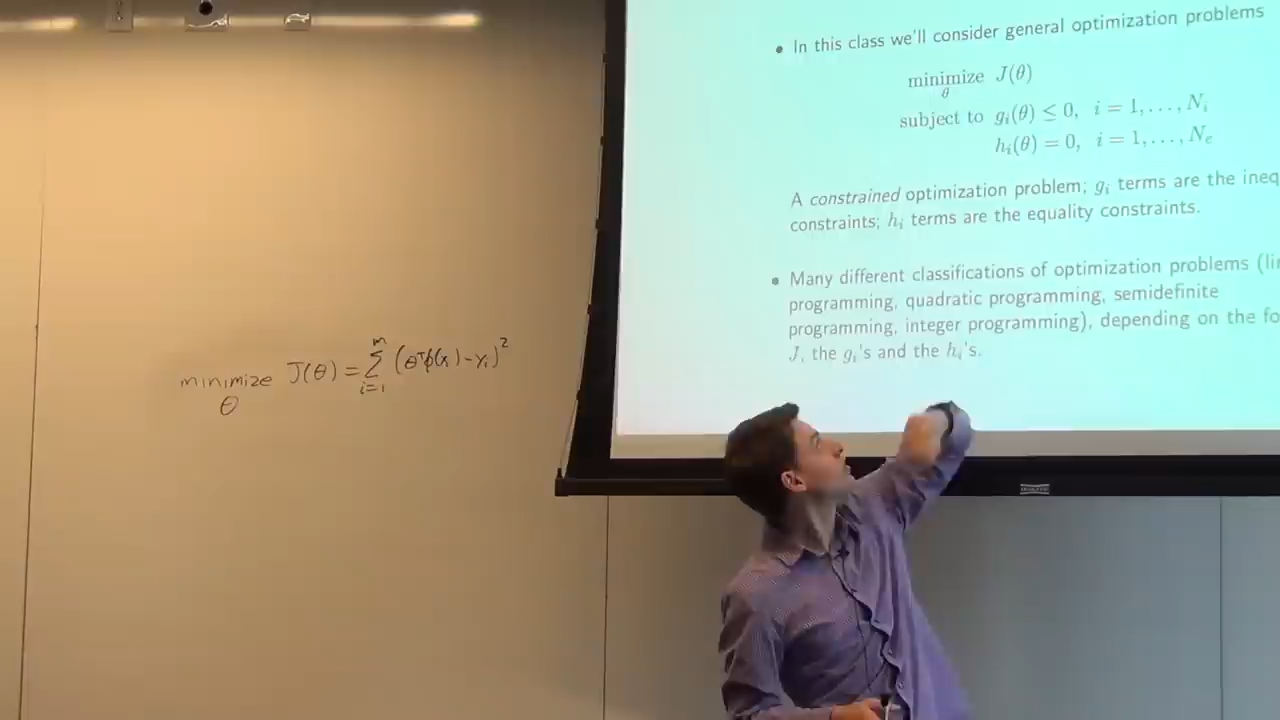 • In this class we'll consider general optimization problems
minimize J(θ)
θ
subject to gᵢ(θ) ≤ 0, i = 1, . . . , Nᵢ
hᵢ(θ) = 0, i = 1, . . . , Nₑ
A constrained optimization problem; gᵢ terms are the
constraints; hᵢ terms are the equality constraints.
• Many different classifications of optimization problems
programming, quadratic programming, semidefinite
programming, integer programming), depending on the
J, the gᵢ's and the hᵢ's.
minimize J(θ) = ∑ᵢ₌₁ᵐ (θᵀϕ(xᵢ) − yᵢ)²
θ